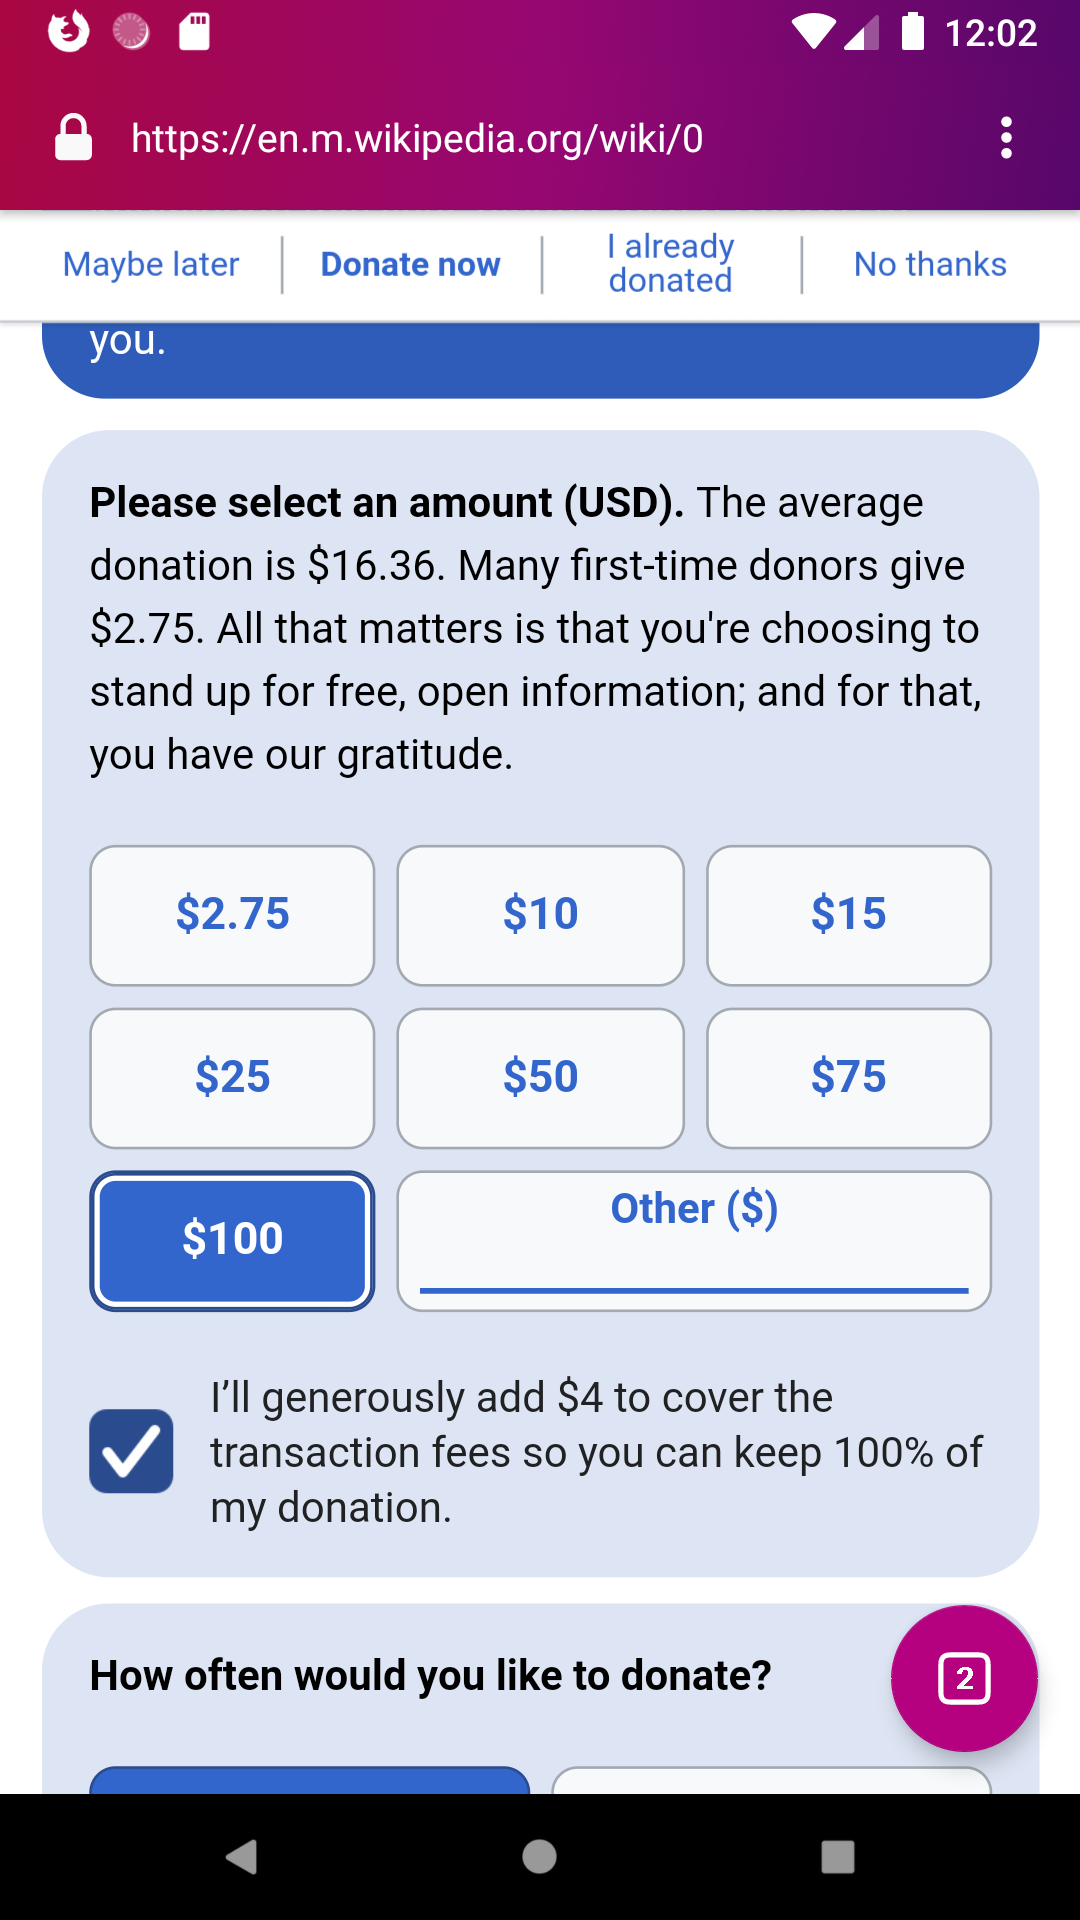 12:02
https://en.m.wikipedia.org/wiki/0
Maybe later
Donate now
I already
donated
No thanks
you.
Please select an amount (USD). The average
donation is $16.36. Many first-time donors give
$2.75. All that matters is that you're choosing to
stand up for free, open information; and for that,
you have our gratitude.
$2.75
$10
$15
$25
$50
$75
$100
Other ($)
I’ll generously add $4 to cover the
transaction fees so you can keep 100% of
my donation.
How often would you like to donate?
2